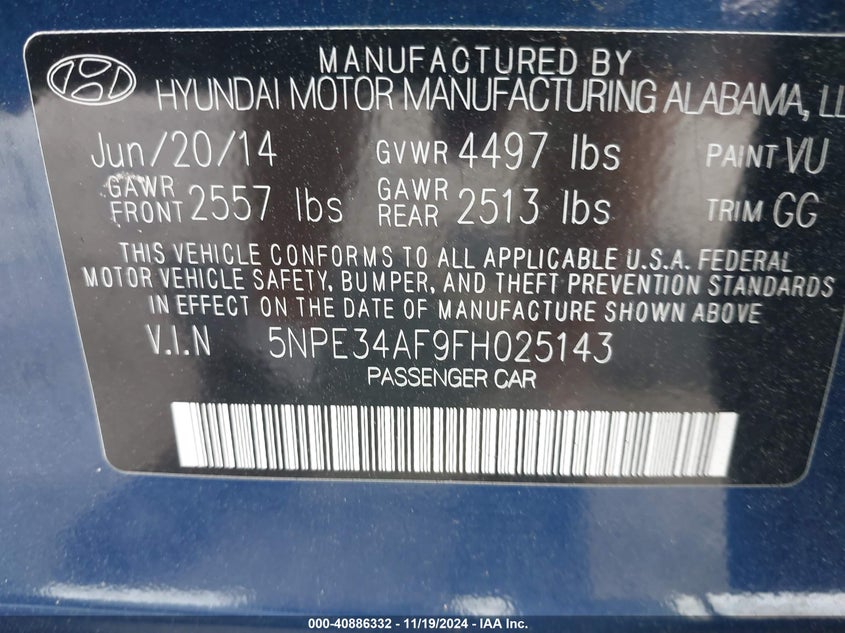 MANUFACTURED BY
HYUNDAI MOTOR MANUFACTURING ALABAMA, LL
Jun/20/14 GVWR 4497 lbs PAINT VU
GAWR FRONT 2557 lbs GAWR REAR 2513 lbs TRIM GG
THIS VEHICLE CONFORMS TO ALL APPLICABLE U.S.A. FEDERAL
MOTOR VEHICLE SAFETY, BUMPER, AND THEFT PREVENTION STANDARDS
IN EFFECT ON THE DATE OF MANUFACTURE SHOWN ABOVE
V.I.N 5NPE34AF9FH025143
PASSENGER CAR
000-40886332 - 11/19/2024 - IAA Inc.